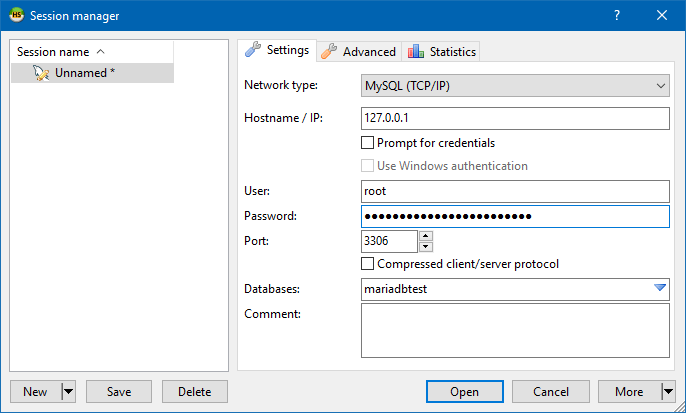 HS Session manager
Session name
Unnamed *
Settings Advanced Statistics
Network type: MySQL (TCP/IP)
Hostname / IP: 127.0.0.1
Prompt for credentials
Use Windows authentication
User: root
Password: ●●●●●●●●●●●●●●●●●●●●●●●●
Port: 3306
Compressed client/server protocol
Databases: mariadbtest
Comment:
New Save Delete Open Cancel More